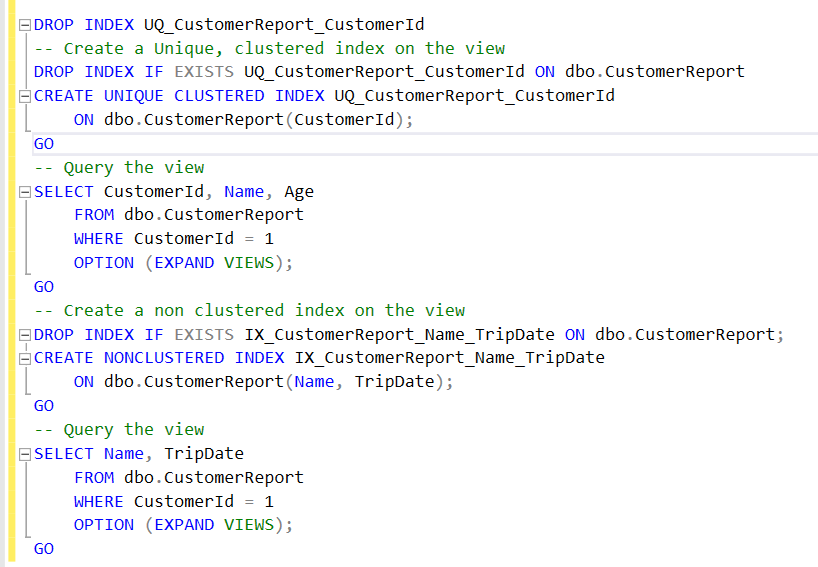 DROP INDEX UQ_CustomerReport_CustomerId
-- Create a Unique, clustered index on the view
DROP INDEX IF EXISTS UQ_CustomerReport_CustomerId ON dbo.CustomerReport
CREATE UNIQUE CLUSTERED INDEX UQ_CustomerReport_CustomerId
    ON dbo.CustomerReport(CustomerId);
GO
-- Query the view
SELECT CustomerId, Name, Age
    FROM dbo.CustomerReport
    WHERE CustomerId = 1
    OPTION (EXPAND VIEWS);
GO
-- Create a non clustered index on the view
DROP INDEX IF EXISTS IX_CustomerReport_Name_TripDate ON dbo.CustomerReport;
CREATE NONCLUSTERED INDEX IX_CustomerReport_Name_TripDate
    ON dbo.CustomerReport(Name, TripDate);
GO
-- Query the view
SELECT Name, TripDate
    FROM dbo.CustomerReport
    WHERE CustomerId = 1
    OPTION (EXPAND VIEWS);
GO